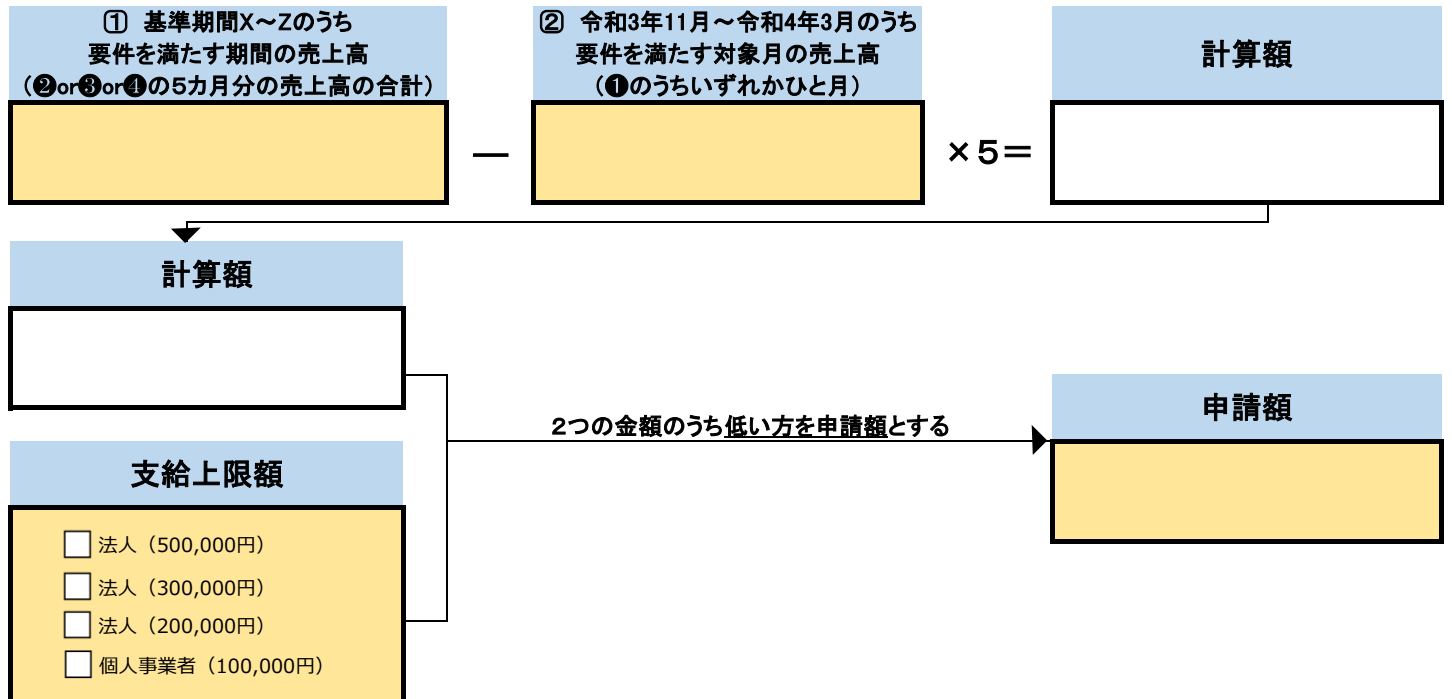 ① 基準期間X～Zのうち
要件を満たす期間の売上高
（❷or❸or❹の5カ月分の売上高の合計）
② 令和3年11月～令和4年3月のうち
要件を満たす対象月の売上高
（❶のうちいずれかひと月）
計算額
―
×５＝
計算額
２つの金額のうち低い方を申請額とする
申請額
支給上限額
法人（500,000円）
法人（300,000円）
法人（200,000円）
個人事業者（100,000円）